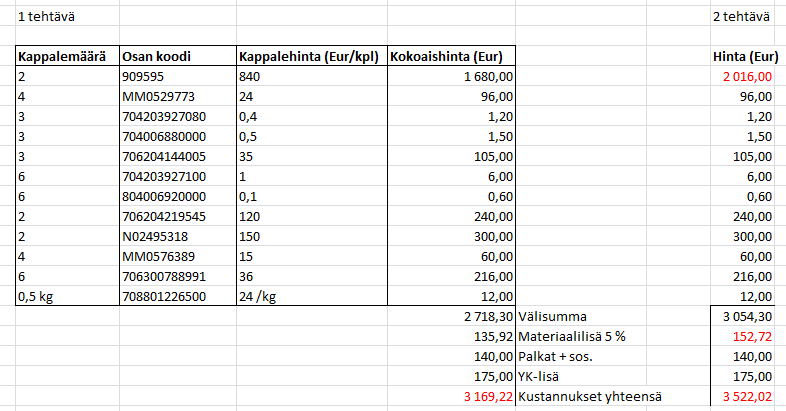 1 tehtävä 2 tehtävä
Kappalemäärä Osan koodi Kappalehinta (Eur/kpl) Kokoaishinta (Eur) Hinta (Eur)
2 909595 840 1 680,00 2 016,00
4 MM0529773 24 96,00 96,00
3 704203927080 0,4 1,20 1,20
3 704006880000 0,5 1,50 1,50
3 706204144005 35 105,00 105,00
6 704203927100 1 6,00 6,00
6 804006920000 0,1 0,60 0,60
2 706204219545 120 240,00 240,00
2 N02495318 150 300,00 300,00
4 MM0576389 15 60,00 60,00
6 706300788991 36 216,00 216,00
0,5 kg 708801226500 24 /kg 12,00 12,00
2 718,30 Välisumma 3 054,30
135,92 Materiaalilisä 5 % 152,72
140,00 Palkat + sos. 140,00
175,00 YK-lisä 175,00
3 169,22 Kustannukset yhteensä 3 522,02